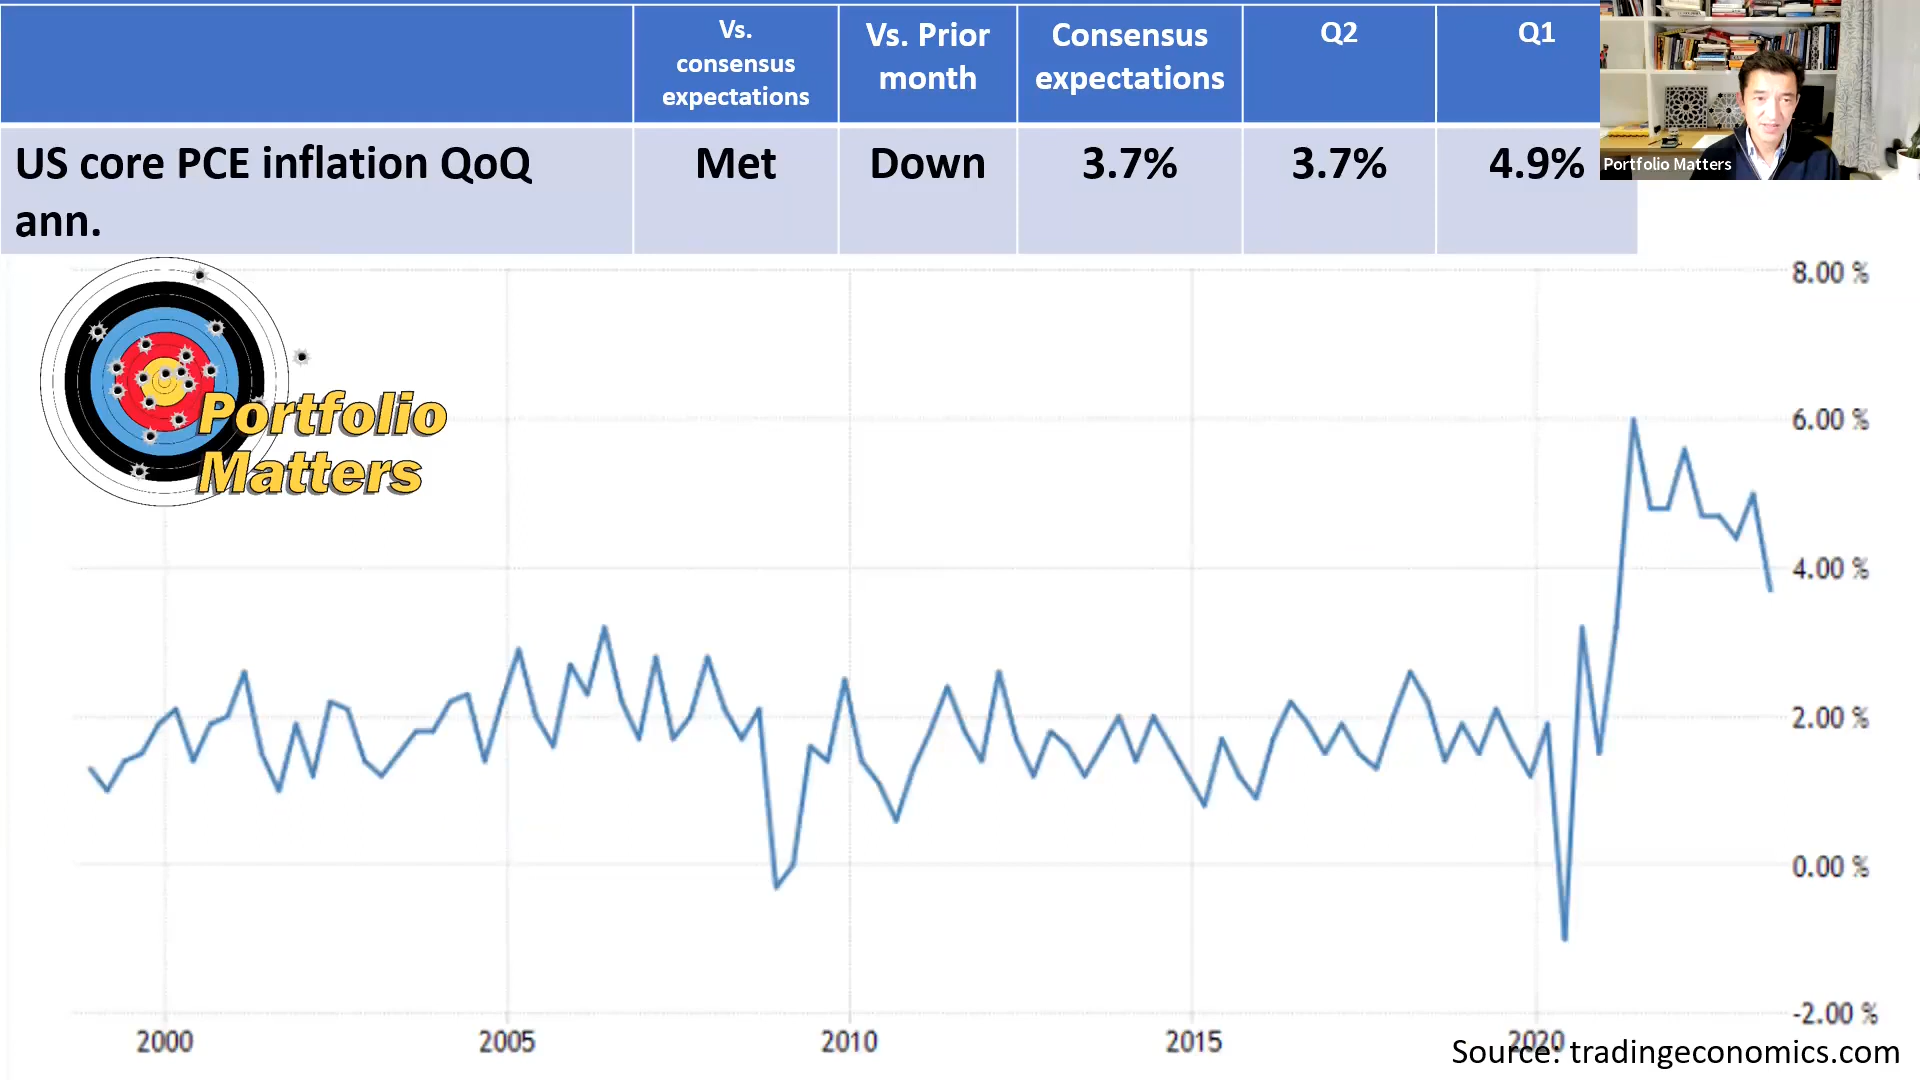 Vs.
consensus
expectations
Vs. Prior
month
Consensus
expectations
Q2
Q1
US core PCE inflation QoQ
ann.
Met
Down
3.7%
3.7%
4.9%
Portfolio Matters
Portfolio
Matters
8.00 %
6.00 %
4.00 %
2.00 %
0.00 %
-2.00 %
2000
2005
2010
2015
2020
Source: tradingeconomics.com